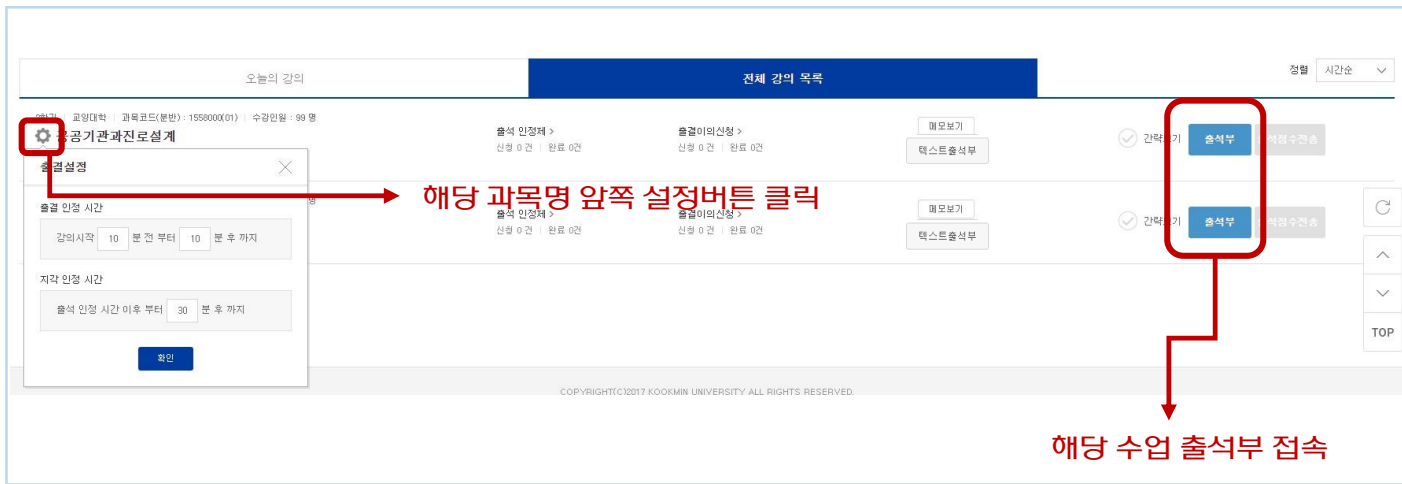 오늘의 강의
전체 강의 목록
정렬 시간순
교양대학 | 과목코드(분반) : 1558000(01) | 수강인원 : 99 명
공공기관과진로설계
출석 인정제 >
신청 0 건 | 완료 0건
출결이의신청 >
신청 0 건 | 완료 0건
메모보기
텍스트출석부
간략보기
출석부
출결설정
해당 과목명 앞쪽 설정버튼 클릭
명
출결 인정 시간
강의시작 10 분 전 부터 10 분 후 까지
지각 인정 시간
출석 인정 시간 이후 부터 30 분 후 까지
확인
출석 인정제 >
신청 0 건 | 완료 0건
출결이의신청 >
신청 0 건 | 완료 0건
메모보기
텍스트출석부
간략보기
출석부
TOP
COPYRIGHT(C)2017 KOOKMIN UNIVERSITY ALL RIGHTS RESERVED.
해당 수업 출석부 접속